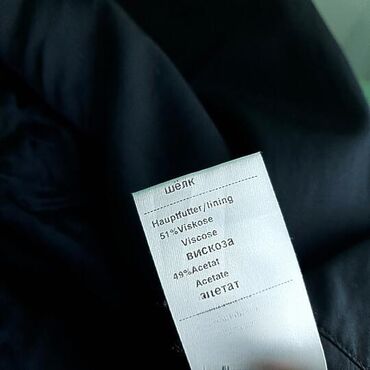 шёлк
Hauptfutter/lining
51%Viskose
Viscose
вискоза
49%Acetat
Acetate
ацетат